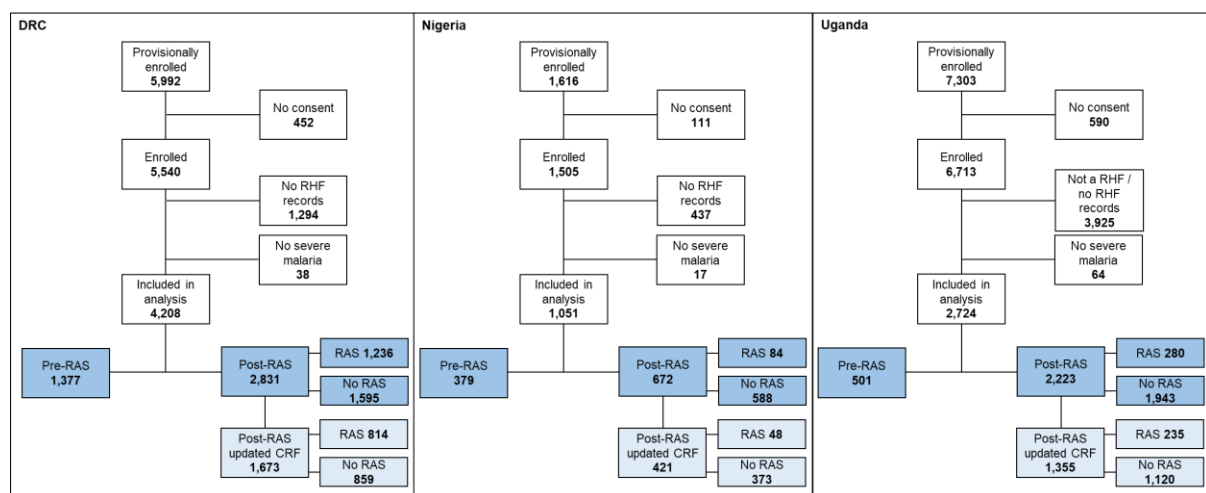 DRC
Provisionally
enrolled
5,992
No consent
452
Enrolled
5,540
No RHF
records
1,294
No severe
malaria
38
Included in
analysis
4,208
Pre-RAS
1,377
Post-RAS
2,831
RAS 1,236
No RAS
1,595
Post-RAS
updated CRF
1,673
RAS 814
No RAS
859
Nigeria
Provisionally
enrolled
1,616
No consent
111
Enrolled
1,505
No RHF
records
437
No severe
malaria
17
Included in
analysis
1,051
Pre-RAS
379
Post-RAS
672
RAS 84
No RAS
588
Post-RAS
updated CRF
421
RAS 48
No RAS
373
Uganda
Provisionally
enrolled
7,303
No consent
590
Enrolled
6,713
Not a RHF /
no RHF
records
3,925
No severe
malaria
64
Included in
analysis
2,724
Pre-RAS
501
Post-RAS
2,223
RAS 280
No RAS
1,943
Post-RAS
updated CRF
1,355
RAS 235
No RAS
1,120